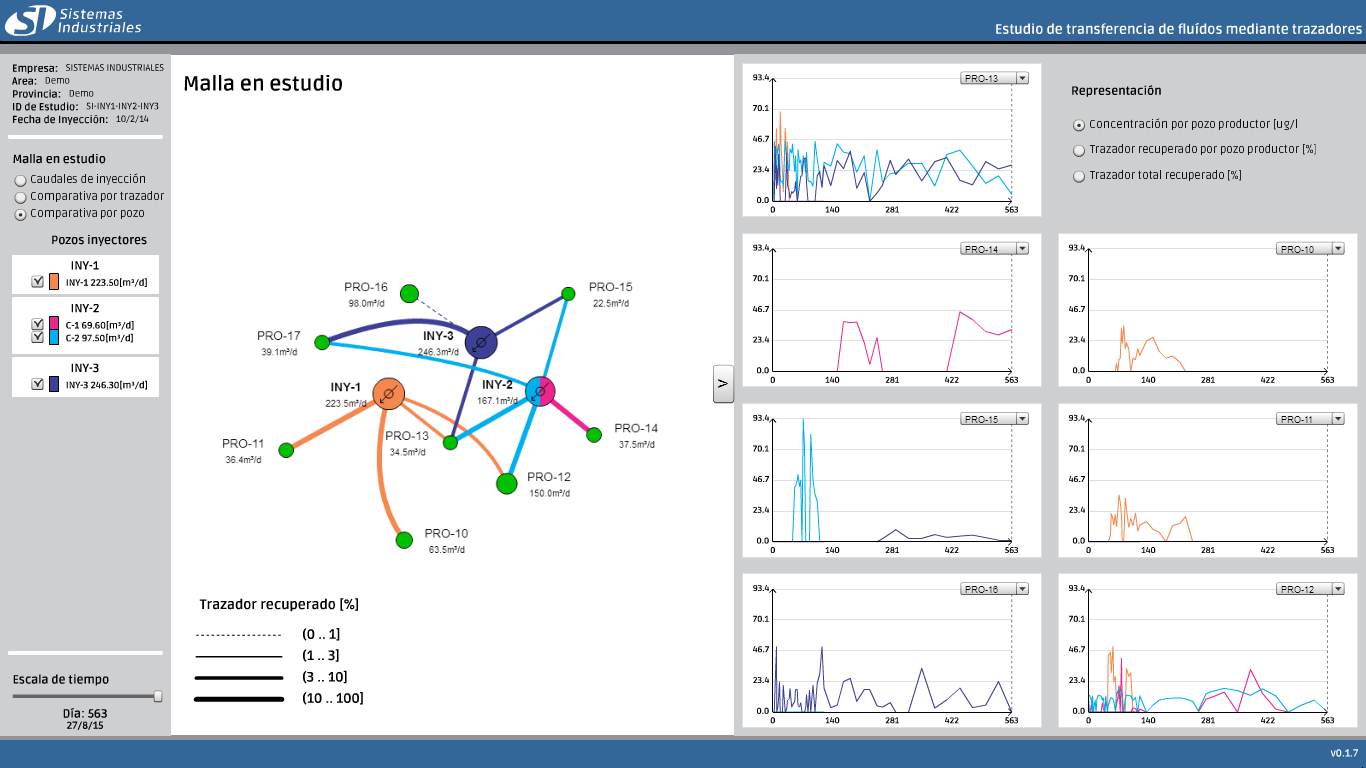 Sistemas
Industriales
Estudio de transferencia de fluídos mediante trazadores
Empresa: SISTEMAS INDUSTRIALES
Area: Demo
Provincia: Demo
ID de Estudio: SI-INY1-INY2-INY3
Fecha de Inyección: 10/2/14
Malla en estudio
Caudales de inyección
Comparativa por trazador
Comparativa por pozo
Pozos inyectores
INY-1
INY-1 223.50[m³/d]
INY-2
C-1 69.60[m³/d]
C-2 97.50[m³/d]
INY-3
INY-3 246.30[m³/d]
Escala de tiempo
Día: 563
27/8/15
Malla en estudio
PRO-16
98.0m³/d
PRO-15
22.5m³/d
PRO-17
39.1m³/d
INY-3
246.3m³/d
INY-1
223.5m³/d
INY-2
167.1m³/d
PRO-11
36.4m³/d
PRO-13
34.5m³/d
PRO-14
37.5m³/d
PRO-12
150.0m³/d
PRO-10
63.5m³/d
Trazador recuperado [%]
(0 .. 1]
(1 .. 3]
(3 .. 10]
(10 .. 100]
>
PRO-13
93.4
70.1
46.7
23.4
0.0
0 140 281 422 563
Representación
Concentración por pozo productor [ug/l
Trazador recuperado por pozo productor [%]
Trazador total recuperado [%]
PRO-14
93.4
70.1
46.7
23.4
0.0
0 140 281 422 563
PRO-10
93.4
70.1
46.7
23.4
0.0
0 140 281 422 563
PRO-15
93.4
70.1
46.7
23.4
0.0
0 140 281 422 563
PRO-11
93.4
70.1
46.7
23.4
0.0
0 140 281 422 563
PRO-16
93.4
70.1
46.7
23.4
0.0
0 140 281 422 563
PRO-12
93.4
70.1
46.7
23.4
0.0
0 140 281 422 563
v0.1.7